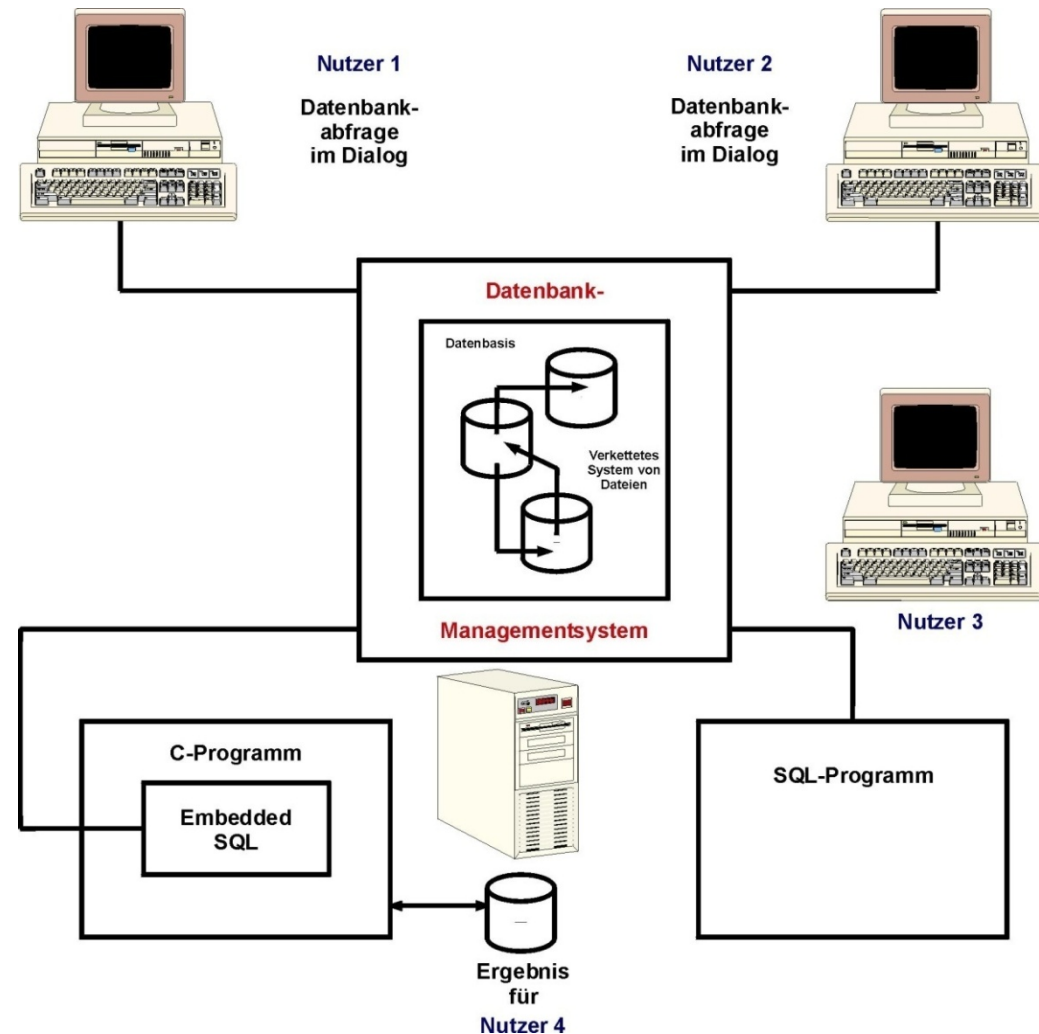 Nutzer 1
Datenbank-
abfrage
im Dialog
Nutzer 2
Datenbank-
abfrage
im Dialog
Datenbank-
Datenbasis
Verkettetes
System von
Dateien
Managementsystem
Nutzer 3
C-Programm
Embedded
SQL
SQL-Programm
Ergebnis
für
Nutzer 4